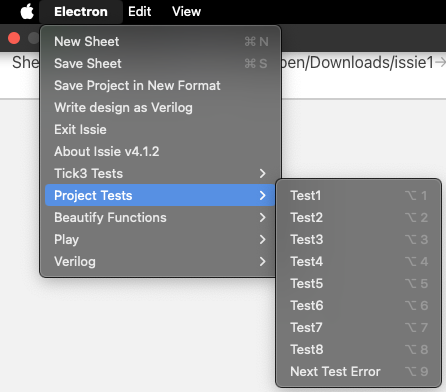 Electron Edit View
She pen/Downloads/issie1→
New Sheet ⌘ N
Save Sheet ⌘ S
Save Project in New Format
Write design as Verilog
Exit Issie
About Issie v4.1.2
Tick3 Tests >
Project Tests >
Beautify Functions >
Play >
Verilog >
Test1 ⌥ 1
Test2 ⌥ 2
Test3 ⌥ 3
Test4 ⌥ 4
Test5 ⌥ 5
Test6 ⌥ 6
Test7 ⌥ 7
Test8 ⌥ 8
Next Test Error ⌥ 9